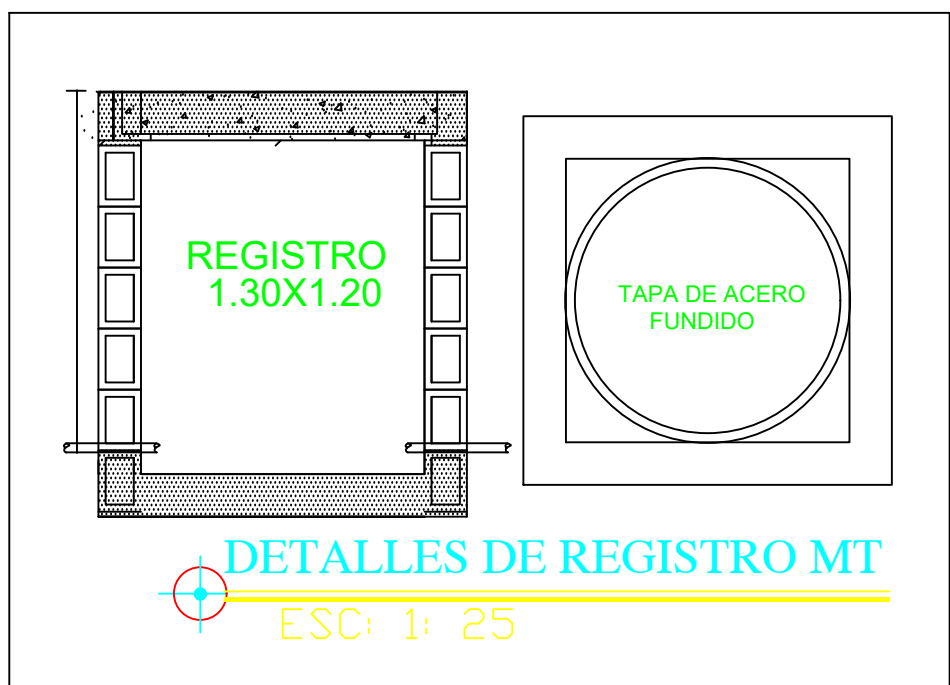 REGISTRO
1.30X1.20
TAPA DE ACERO
FUNDIDO
DETALLES DE REGISTRO MT
ESC: 1: 25